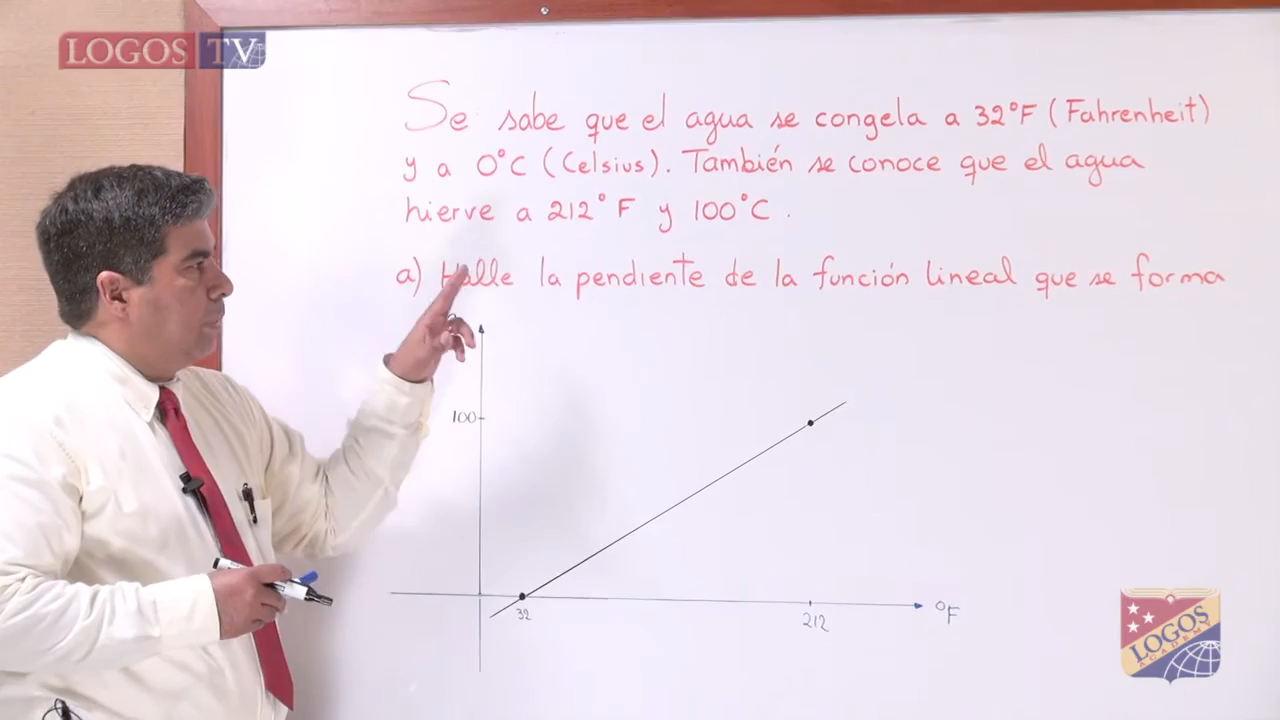 LOGOS TV
Se sabe que el agua se congela a 32°F (Fahrenheit)
y a 0°C (Celsius). También se conoce que el agua
hierve a 212°F y 100°C.
a) Halle la pendiente de la función lineal que se forma
100
32
212
°F
LOGOS
ACADEMY